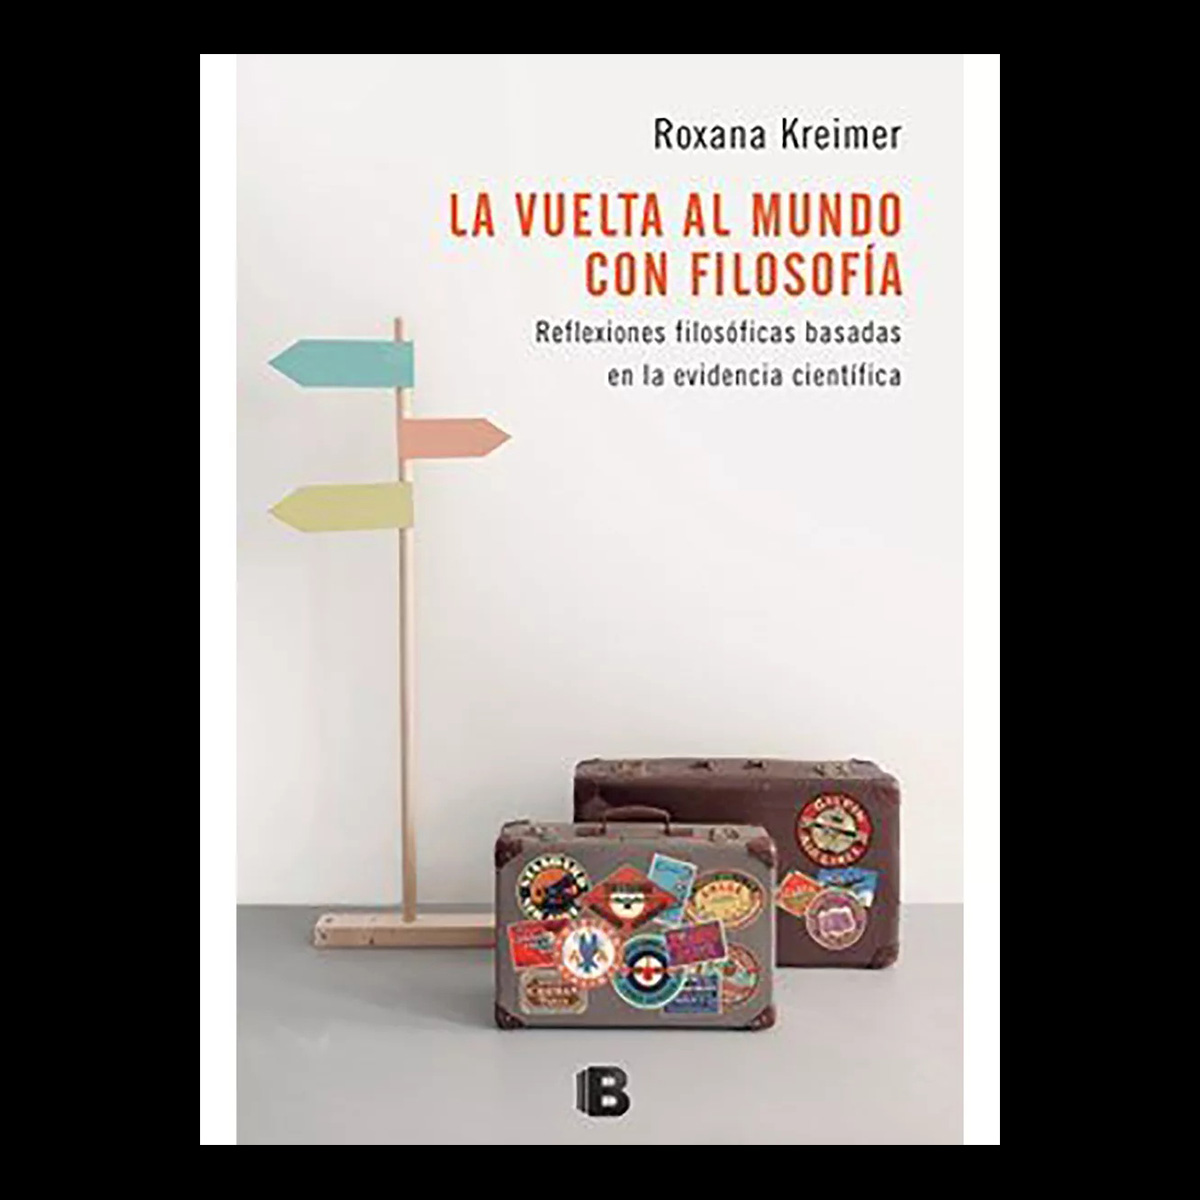 Roxana Kreimer
LA VUELTA AL MUNDO
CON FILOSOFÍA
Reflexiones filosóficas basadas
en la evidencia científica
B